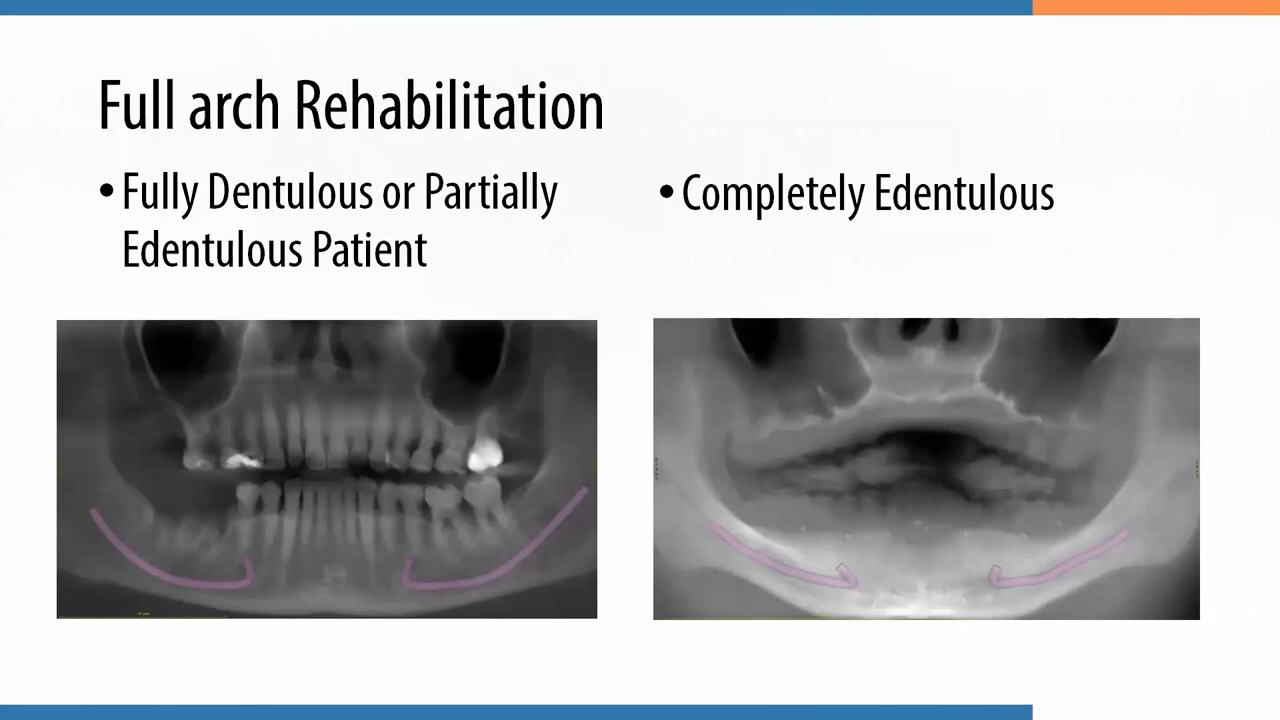 Full arch Rehabilitation
• Fully Dentulous or Partially
Edentulous Patient
• Completely Edentulous